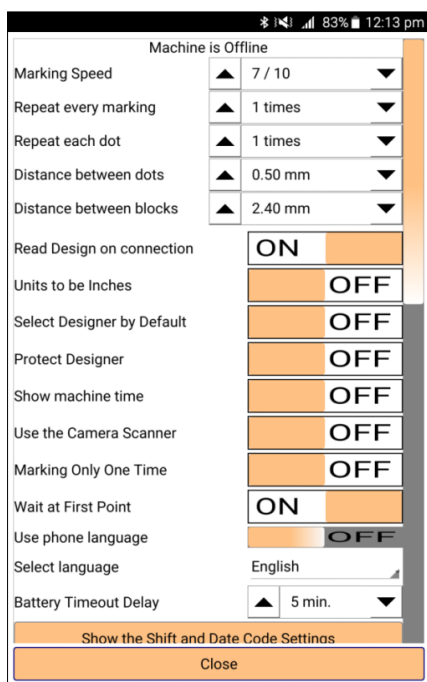 83% 12:13 pm
Machine is Offline
Marking Speed 7 / 10
Repeat every marking 1 times
Repeat each dot 1 times
Distance between dots 0.50 mm
Distance between blocks 2.40 mm
Read Design on connection ON
Units to be Inches OFF
Select Designer by Default OFF
Protect Designer OFF
Show machine time OFF
Use the Camera Scanner OFF
Marking Only One Time OFF
Wait at First Point ON
Use phone language OFF
Select language English
Battery Timeout Delay 5 min.
Show the Shift and Date Code Settings
Close